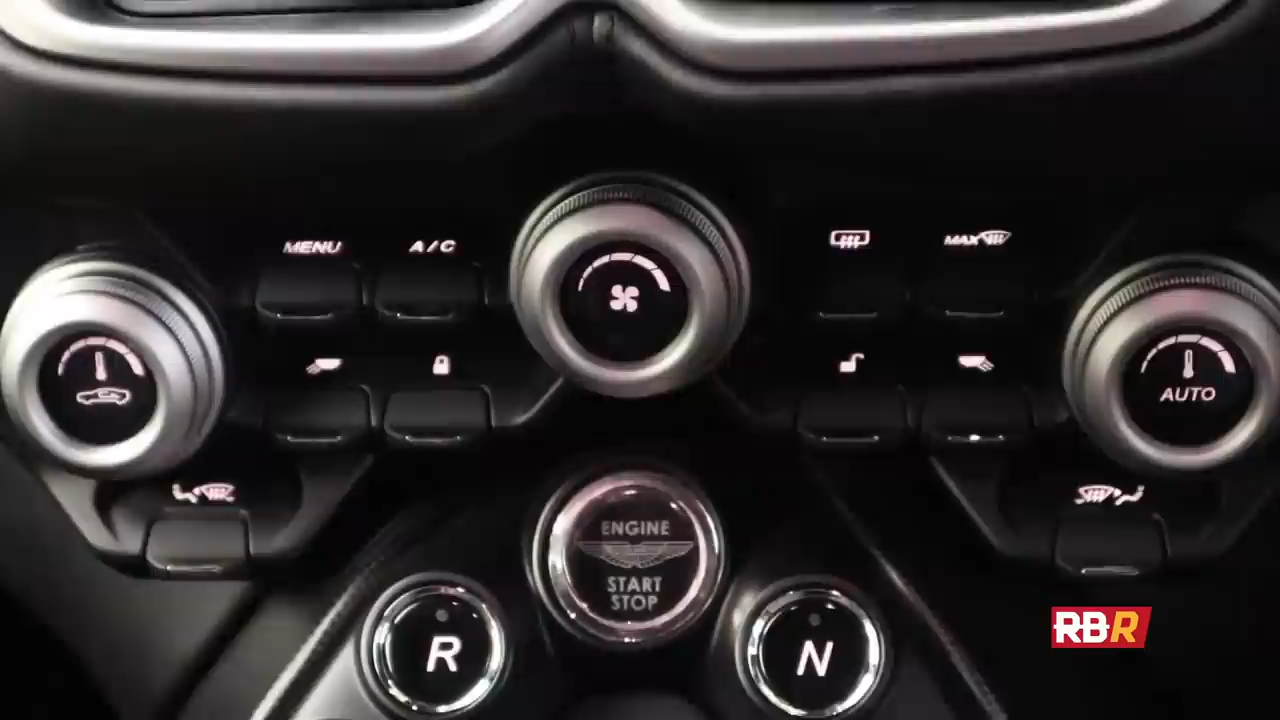 MENU
A/C
MAX
AUTO
ENGINE
START
STOP
R
N
RBR